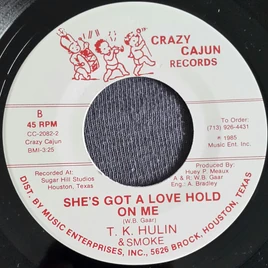 CRAZY
CAJUN
RECORDS
B
45 RPM
CC-2082-2
Crazy Cajun
BMI-3:25
To Order:
(713) 926-4431
℗ 1985
Music Ent. Inc.
Recorded At:
Sugar Hill Studios
Houston, Texas
Produced By:
Huey P. Meaux
A & R: W.B. Gaar
Eng.: A. Bradley
SHE'S GOT A LOVE HOLD
ON ME
(W.B. Gaar)
T. K. HULIN
& SMOKE
DIST. BY MUSIC ENTERPRISES, INC., 5626 BROCK, HOUSTON, TEXAS